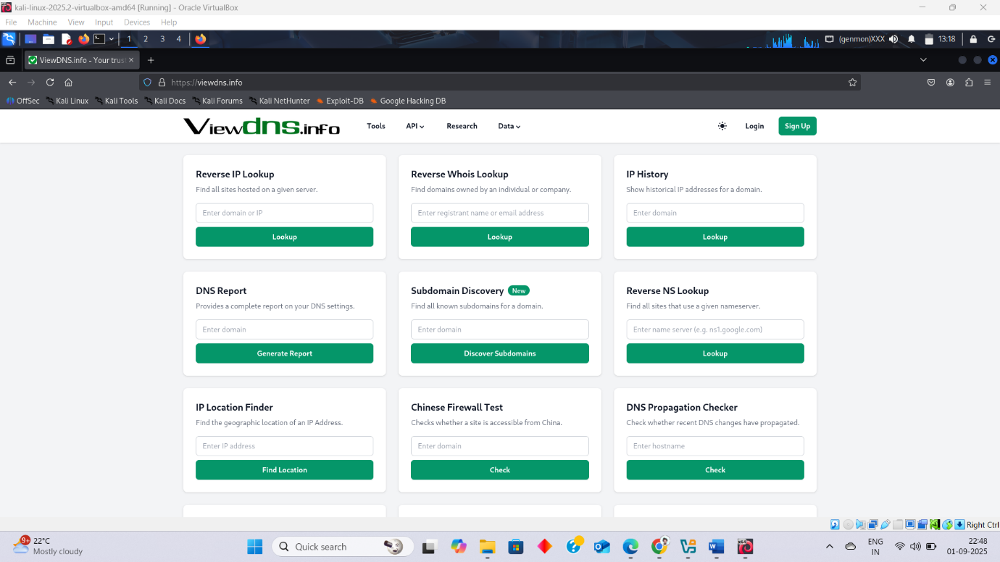 kali-linux-2025.2-virtualbox-amd64 [Running] - Oracle VirtualBox
File Machine View Input Devices Help
1 2 3 4 (genmon)XXX 13:18
ViewDNS.info - Your trus
https://viewdns.info
OffSec Kali Linux Kali Tools Kali Docs Kali Forums Kali NetHunter Exploit-DB Google Hacking DB
Viewdns.info Tools API Research Data Login Sign Up
Reverse IP Lookup
Find all sites hosted on a given server.
Enter domain or IP
Lookup
Reverse Whois Lookup
Find domains owned by an individual or company.
Enter registrant name or email address
Lookup
IP History
Show historical IP addresses for a domain.
Enter domain
Lookup
DNS Report
Provides a complete report on your DNS settings.
Enter domain
Generate Report
Subdomain Discovery New
Find all known subdomains for a domain.
Enter domain
Discover Subdomains
Reverse NS Lookup
Find all sites that use a given nameserver.
Enter name server (e.g. ns1.google.com)
Lookup
IP Location Finder
Find the geographic location of an IP Address.
Enter IP address
Find Location
Chinese Firewall Test
Checks whether a site is accessible from China.
Enter domain
Check
DNS Propagation Checker
Check whether recent DNS changes have propagated.
Enter hostname
Check
Right Ctrl
9+ 22°C
Mostly cloudy
Quick search
ENG
IN
22:48
01-09-2025